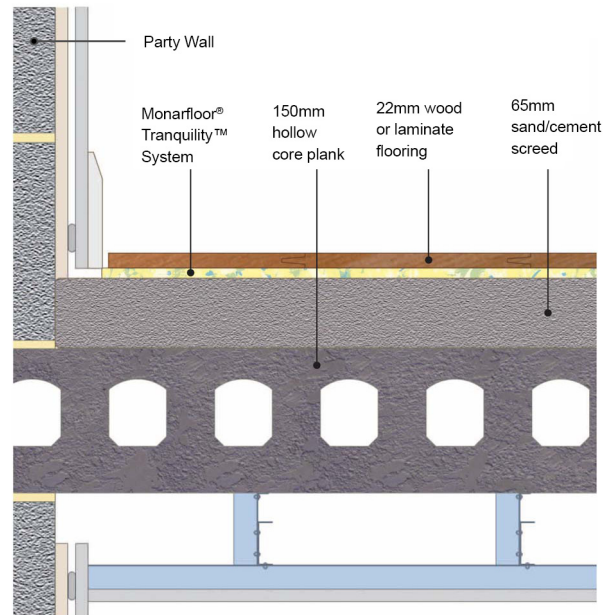 Party Wall
Monarfloor®
Tranquility™
System
150mm
hollow
core plank
22mm wood
or laminate
flooring
65mm
sand/cement
screed